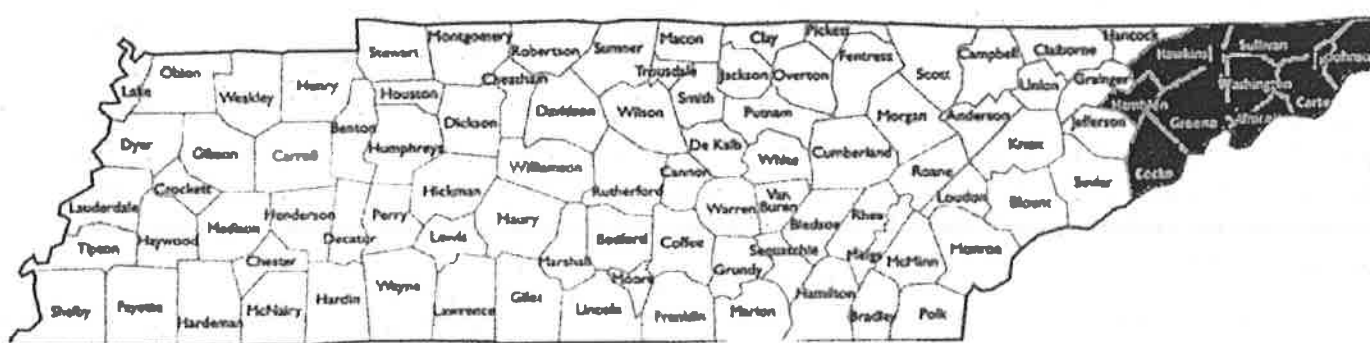 Stewart
Montgomery
Robertson
Sumner
Macon
Clay
Pickett
Fentress
Scott
Campbell
Claiborne
Hancock
Hawkins
Sullivan
Johnson
Lake
Obion
Weakley
Henry
Houston
Cheatham
Trousdale
Jackson
Overton
Union
Grainger
Washington
Carter
Dyer
Gibson
Carroll
Benton
Humphreys
Dickson
Davidson
Wilson
Smith
Putnam
Morgan
Anderson
Knox
Jefferson
Hamblen
Greene
Crockett
Hickman
Williamson
Rutherford
Cannon
De Kalb
White
Cumberland
Roane
Loudon
Blount
Sevier
Cocke
Lauderdale
Tipton
Haywood
Madison
Henderson
Decatur
Perry
Lewis
Maury
Bedford
Coffee
Warren
Van
Buren
Bledsoe
Rhea
Meigs
McMinn
Monroe
Chester
Marshall
Moore
Grundy
Sequatchie
Shelby
Fayette
Hardeman
McNairy
Hardin
Wayne
Lawrence
Giles
Lincoln
Franklin
Marion
Hamilton
Bradley
Polk